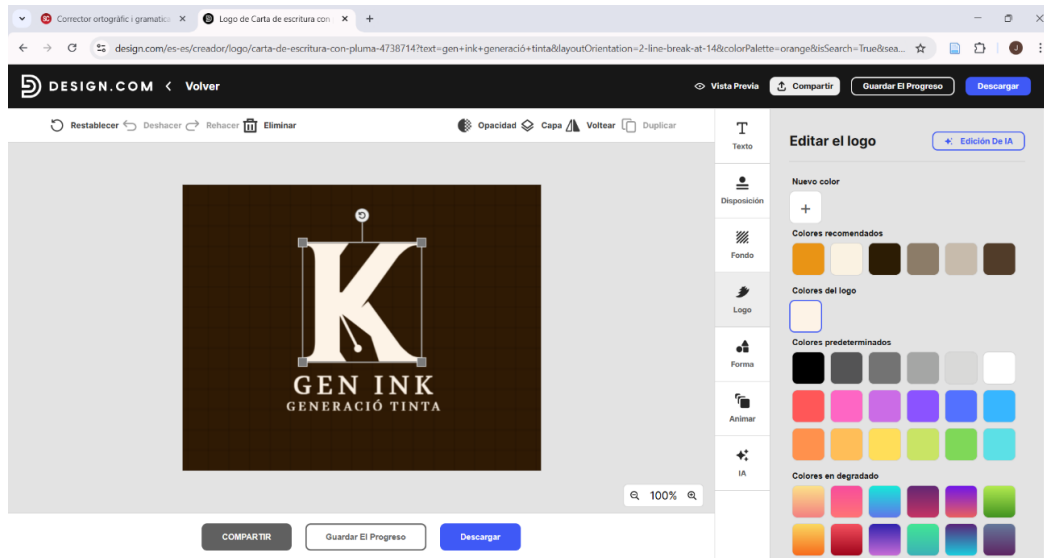 Corrector ortogràfic i gramatica
Logo de Carta de escritura con
design.com/es-es/creador/logo/carta-de-escritura-con-pluma-4738714?text=gen+ink+generació+tinta&layoutOrientation=2-line-break-at-14&colorPalette=orange&isSearch=True&sea...
DESIGN.COM
Volver
Vista Previa
Compartir
Guardar El Progreso
Descargar
Restablecer
Deshacer
Rehacer
Eliminar
Opacidad
Capa
Voltear
Duplicar
K
GEN INK
GENERACIÓ TINTA
100%
COMPARTIR
Guardar El Progreso
Descargar
Texto
Disposición
Fondo
Logo
Forma
Animar
IA
Editar el logo
Edición De IA
Nuevo color
Colores recomendados
Colores del logo
Colores predeterminados
Colores en degradado